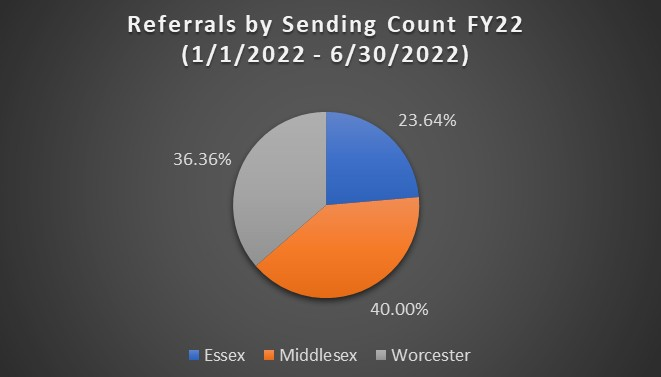 Referrals by Sending Count FY22
(1/1/2022 - 6/30/2022)
23.64%
36.36%
40.00%
Essex Middlesex Worcester